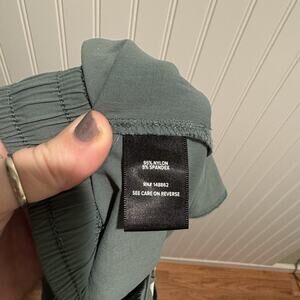 95% NYLON
5% SPANDEX
RN# 148662
SEE CARE ON REVERSE